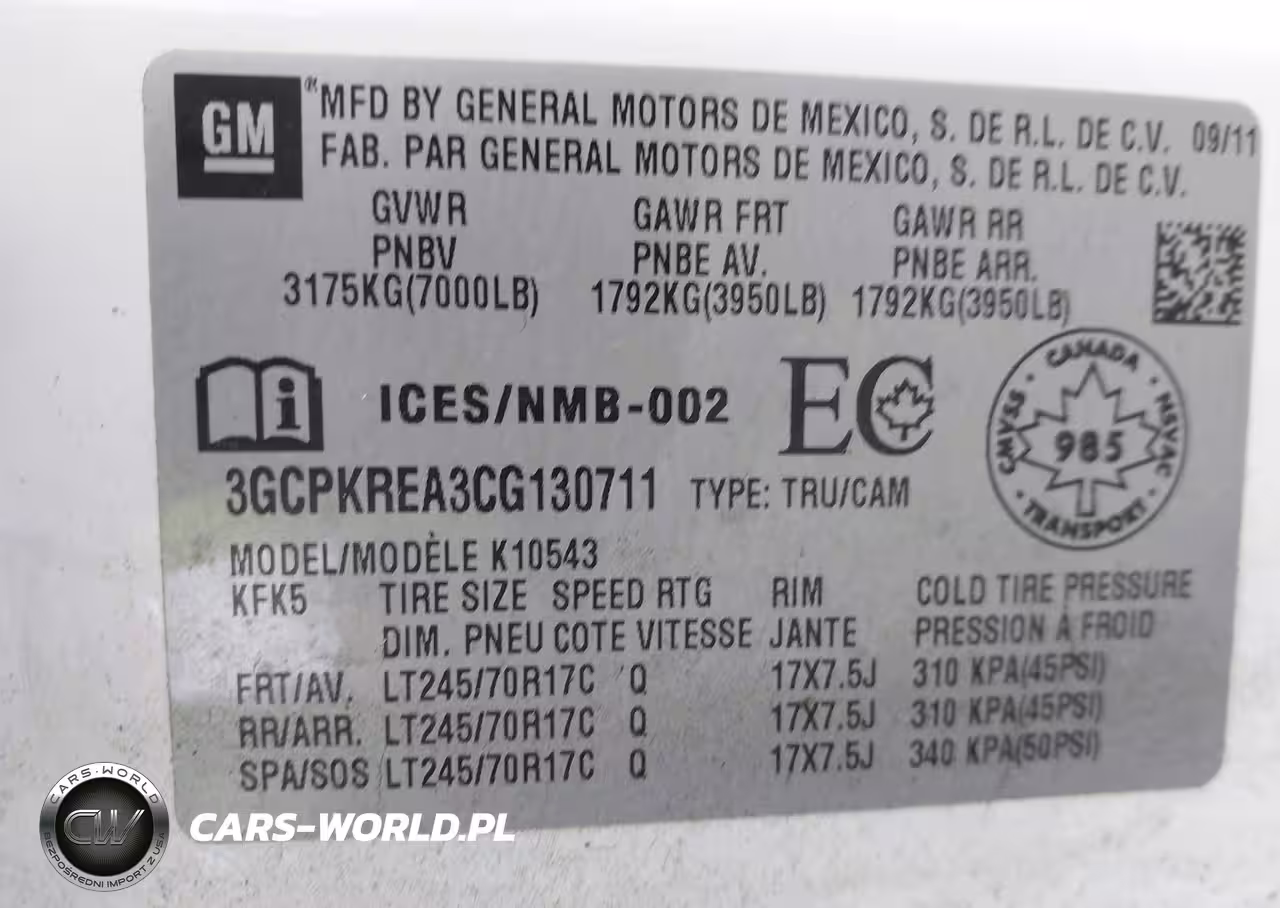 GM
® MFD BY GENERAL MOTORS DE MEXICO, S. DE R.L. DE C.V. 09/11
FAB. PAR GENERAL MOTORS DE MEXICO, S. DE R.L. DE C.V.
GVWR GAWR FRT GAWR RR
PNBV PNBE AV. PNBE ARR.
3175KG(7000LB) 1792KG(3950LB) 1792KG(3950LB)
i ICES/NMB-002 EC
CANADA
CMVSS 985 NSVAC
TRANSPORT
3GCPKREA3CG130711 TYPE: TRU/CAM
MODEL/MODÈLE K10543
KFK5 TIRE SIZE SPEED RTG RIM COLD TIRE PRESSURE
DIM. PNEU COTE VITESSE JANTE PRESSION À FROID
FRT/AV. LT245/70R17C Q 17X7.5J 310 KPA(45PSI)
RR/ARR. LT245/70R17C Q 17X7.5J 310 KPA(45PSI)
SPA/SOS LT245/70R17C Q 17X7.5J 340 KPA(50PSI)
CARS-WORLD
CW
BEZPOŚREDNI IMPORT Z USA
CARS-WORLD.PL